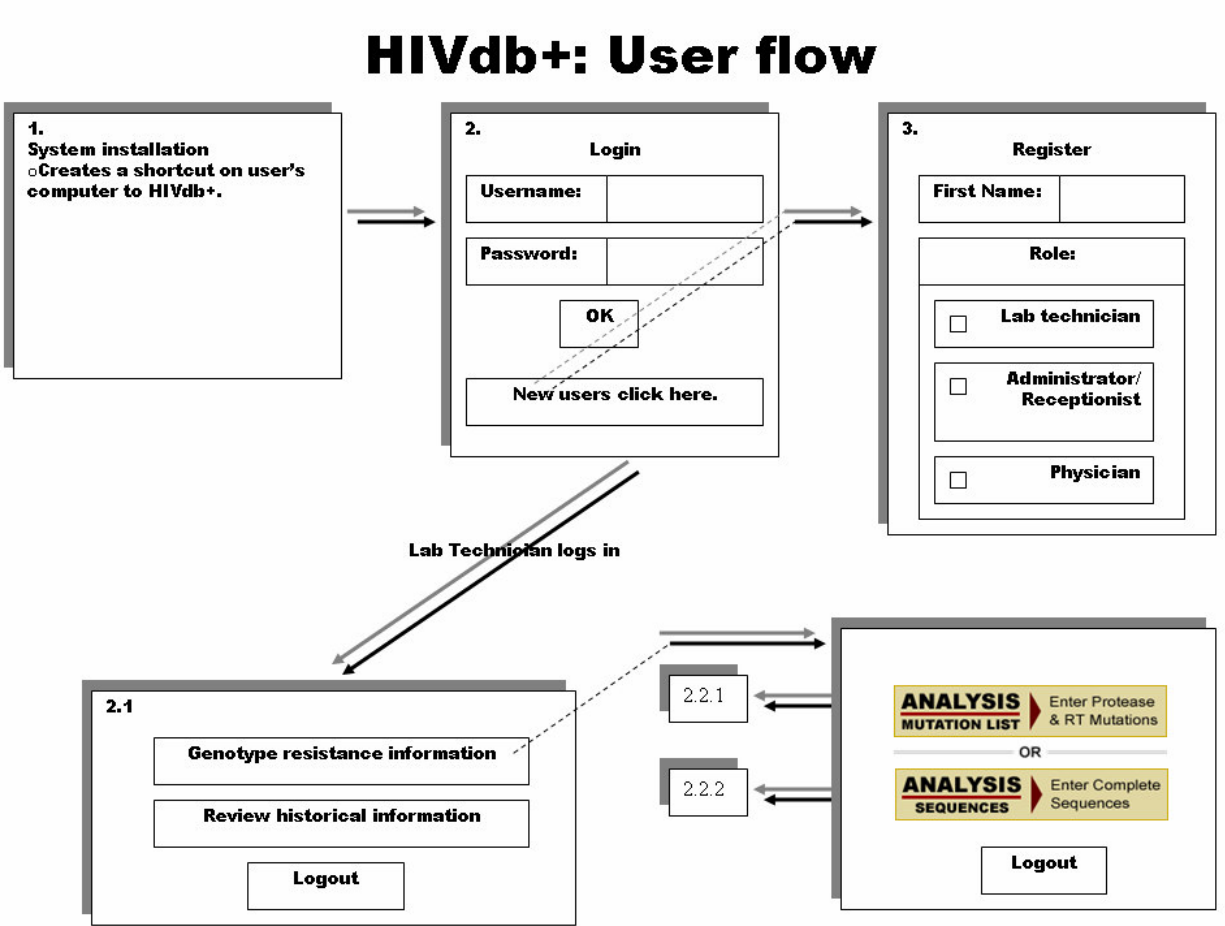 HIVdb+: User flow
1.
System installation
oCreates a shortcut on user's
computer to HIVdb+.
2.
Login
Username:
Password:
OK
New users click here.
3.
Register
First Name:
Role:
Lab technician
Administrator/
Receptionist
Physician
Lab Technician logs in
2.1
Genotype resistance information
Review historical information
Logout
2.2.1
2.2.2
ANALYSIS
MUTATION LIST
Enter Protease
& RT Mutations
OR
ANALYSIS
SEQUENCES
Enter Complete
Sequences
Logout